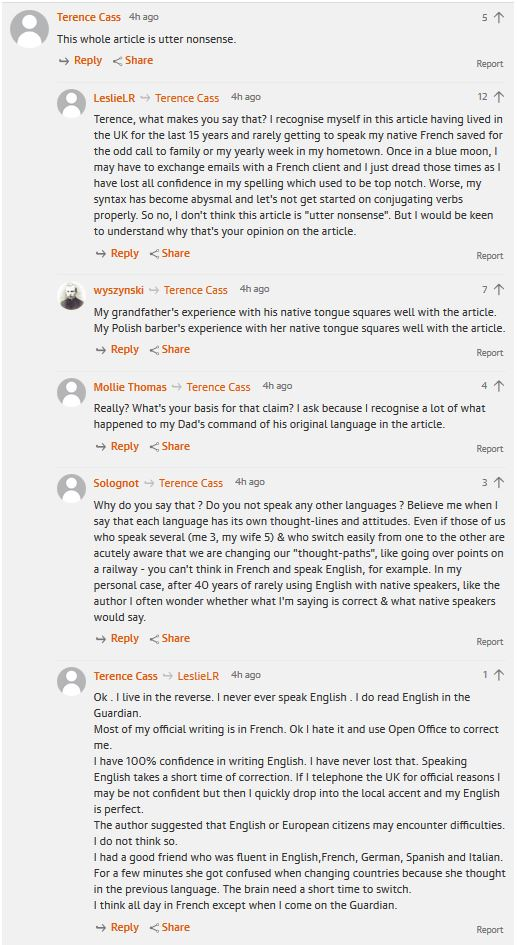 Terence Cass 4h ago 5
This whole article is utter nonsense.
Reply Share
Report
LeslieLR Terence Cass 4h ago 12
Terence, what makes you say that? I recognise myself in this article having lived in
the UK for the last 15 years and rarely getting to speak my native French saved for
the odd call to family or my yearly week in my hometown. Once in a blue moon, I
may have to exchange emails with a French client and I just dread those times as I
have lost all confidence in my spelling which used to be top notch. Worse, my
syntax has become abysmal and let's not get started on conjugating verbs
properly. So no, I don't think this article is "utter nonsense". But I would be keen
to understand why that's your opinion on the article.
Reply Share
Report
wyszynski Terence Cass 4h ago 7
My grandfather's experience with his native tongue squares well with the article.
My Polish barber's experience with her native tongue squares well with the article.
Reply Share
Report
Mollie Thomas Terence Cass 4h ago 4
Really? What's your basis for that claim? I ask because I recognise a lot of what
happened to my Dad's command of his original language in the article.
Reply Share
Report
Solognot Terence Cass 4h ago 3
Why do you say that ? Do you not speak any other languages ? Believe me when I
say that each language has its own thought-lines and attitudes. Even if those of us
who speak several (me 3, my wife 5) & who switch easily from one to the other are
acutely aware that we are changing our "thought-paths", like going over points on
a railway - you can't think in French and speak English, for example. In my
personal case, after 40 years of rarely using English with native speakers, like the
author I often wonder whether what I'm saying is correct & what native speakers
would say.
Reply Share
Report
Terence Cass LeslieLR 4h ago 1
Ok . I live in the reverse. I never ever speak English . I do read English in the
Guardian.
Most of my official writing is in French. Ok I hate it and use Open Office to correct
me.
I have 100% confidence in writing English. I have never lost that. Speaking
English takes a short time of correction. If I telephone the UK for official reasons I
may be not confident but then I quickly drop into the local accent and my English
is perfect.
The author suggested that English or European citizens may encounter difficulties.
I do not think so.
I had a good friend who was fluent in English,French, German, Spanish and Italian.
For a few minutes she got confused when changing countries because she thought
in the previous language. The brain need a short time to switch.
I think all day in French except when I come on the Guardian.
Reply Share
Report